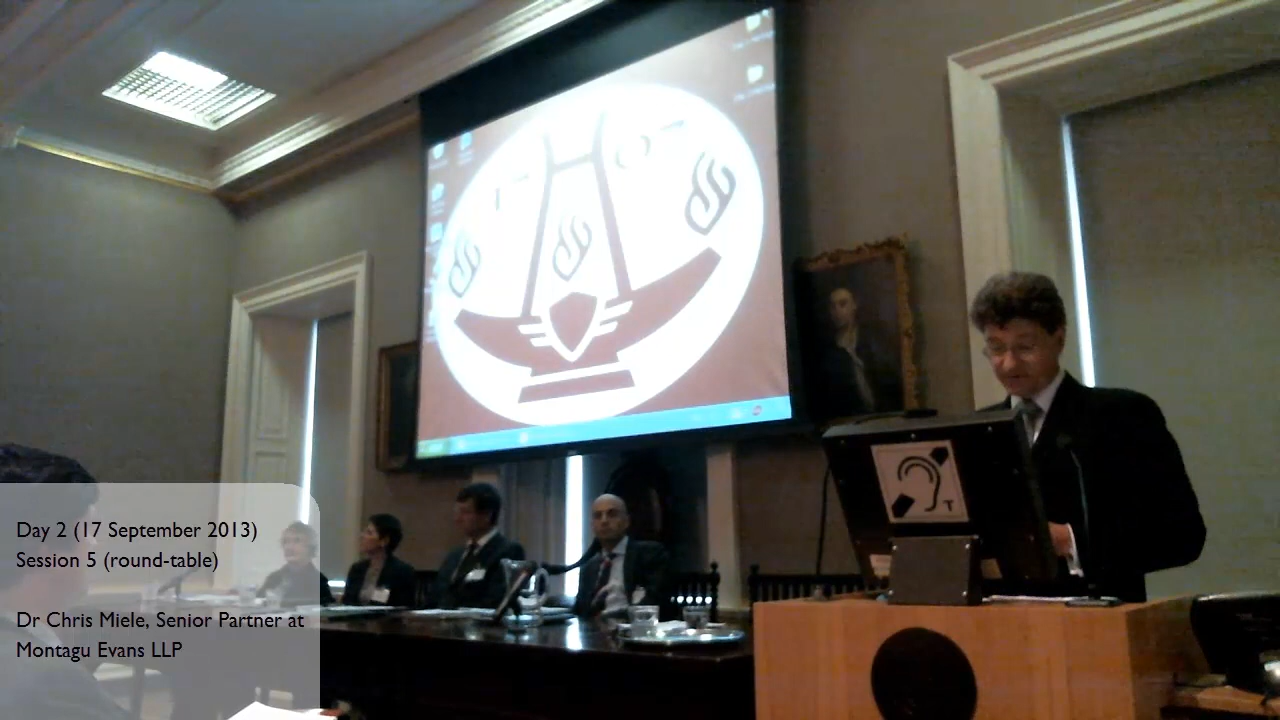 Day 2 (17 September 2013)
Session 5 (round-table)
Dr Chris Miele, Senior Partner at
Montagu Evans LLP
T